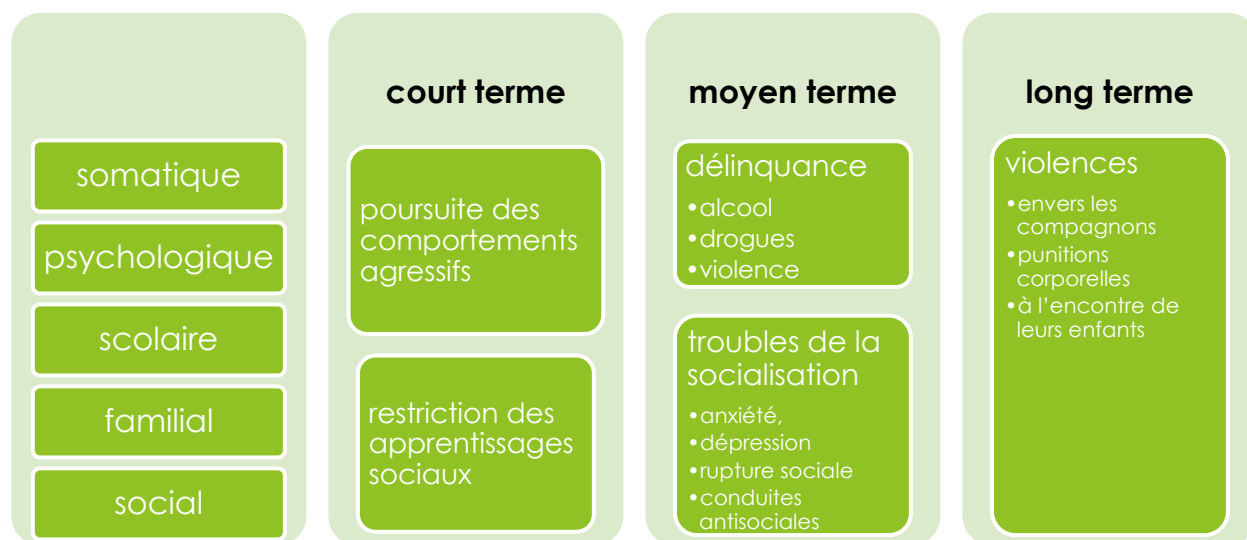 somatique
psychologique
scolaire
familial
social
court terme
poursuite des
comportements
agressifs
restriction des
apprentissages
sociaux
moyen terme
délinquance
•alcool
•drogues
•violence
troubles de la
socialisation
•anxiété,
•dépression
•rupture sociale
•conduites
antisociales
long terme
violences
•envers les
compagnons
•punitions
corporelles
•à l'encontre de
leurs enfants